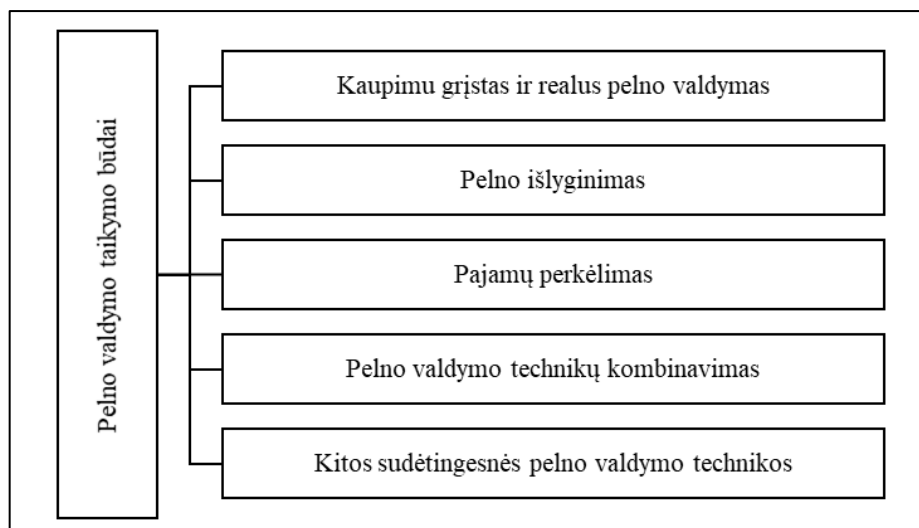 Pelno valdymo taikymo būdai
Kaupimu grįstas ir realus pelno valdymas
Pelno išlyginimas
Pajamų perkėlimas
Pelno valdymo technikų kombinavimas
Kitos sudėtingesnės pelno valdymo technikos